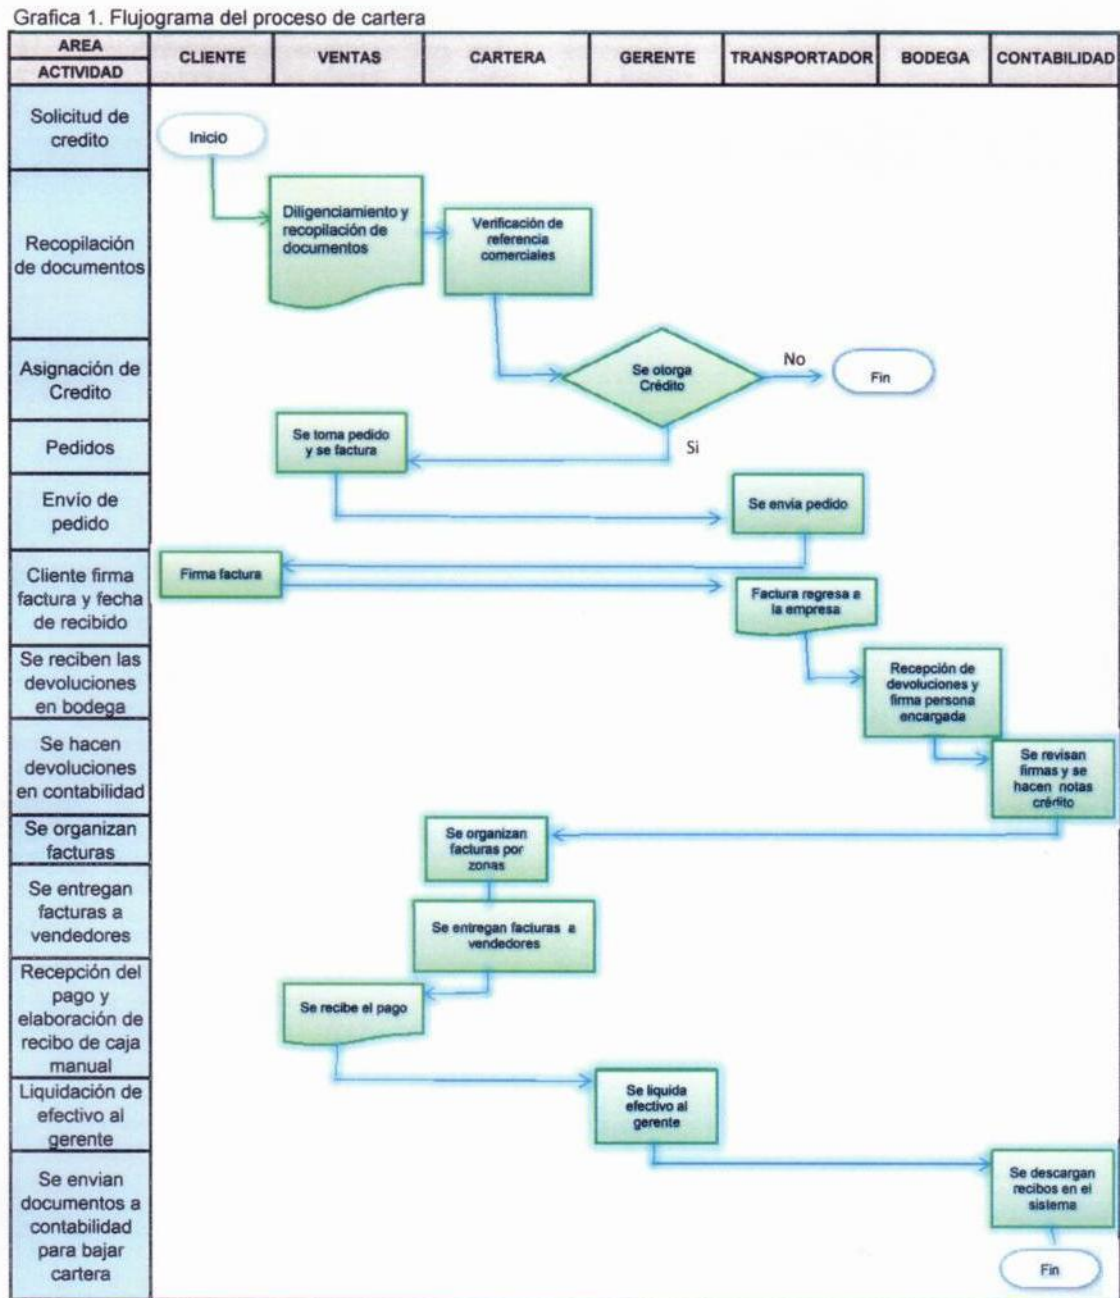 Grafica 1. Flujograma del proceso de cartera
AREA
ACTIVIDAD
CLIENTE
VENTAS
CARTERA
GERENTE
TRANSPORTADOR
BODEGA
CONTABILIDAD
Solicitud de
credito
Inicio
Recopilación
de documentos
Diligenciamiento y
recopilación de
documentos
Verificación de
referencia
comerciales
Asignación de
Credito
Se otorga
Crédito
No
Fin
Pedidos
Se toma pedido
y se factura
Si
Envío de
pedido
Se envia pedido
Cliente firma
factura y fecha
de recibido
Firma factura
Factura regresa a
la empresa
Se reciben las
devoluciones
en bodega
Recepción de
devoluciones y
firma persona
encargada
Se hacen
devoluciones
en contabilidad
Se revisan
firmas y se
hacen notas
crédito
Se organizan
facturas
Se organizan
facturas por
zonas
Se entregan
facturas a
vendedores
Se entregan facturas a
vendedores
Recepción del
pago y
elaboración de
recibo de caja
manual
Se recibe el pago
Liquidación de
efectivo al
gerente
Se liquida
efectivo al
gerente
Se envian
documentos a
contabilidad
para bajar
cartera
Se descargan
recibos en el
sistema
Fin